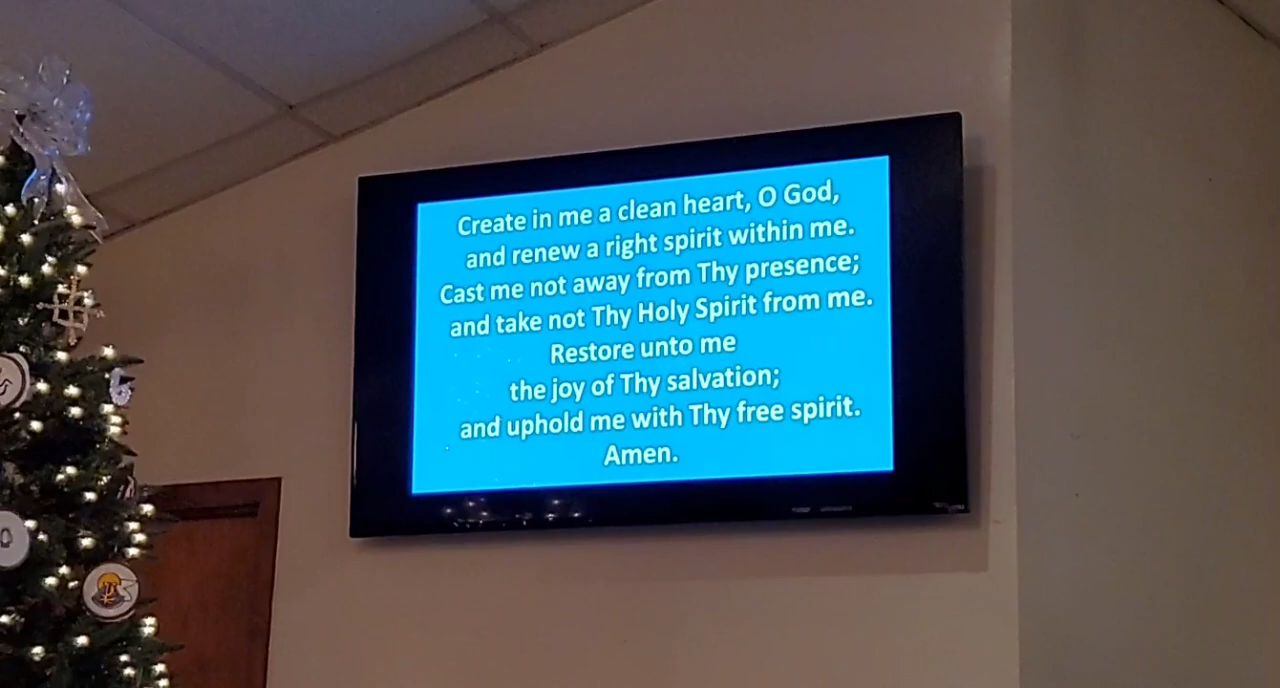 Create in me a clean heart, O God,
and renew a right spirit within me.
Cast me not away from Thy presence;
and take not Thy Holy Spirit from me.
Restore unto me
the joy of Thy salvation;
and uphold me with Thy free spirit.
Amen.